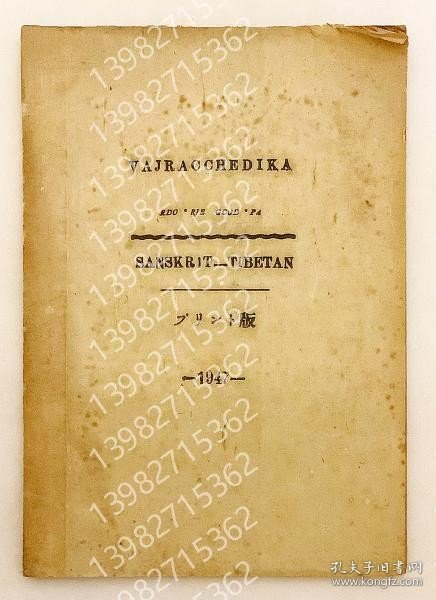 VAJRACCHEDIKA
RDO * RJE GCOD * PA
SANSKRIT—TIBETAN
プリント版
—1947—
13982715362
13982715362
13982715362
13982715362
13982715362
13982715362
13982715362
孔夫子旧书网
www.kongfz.com